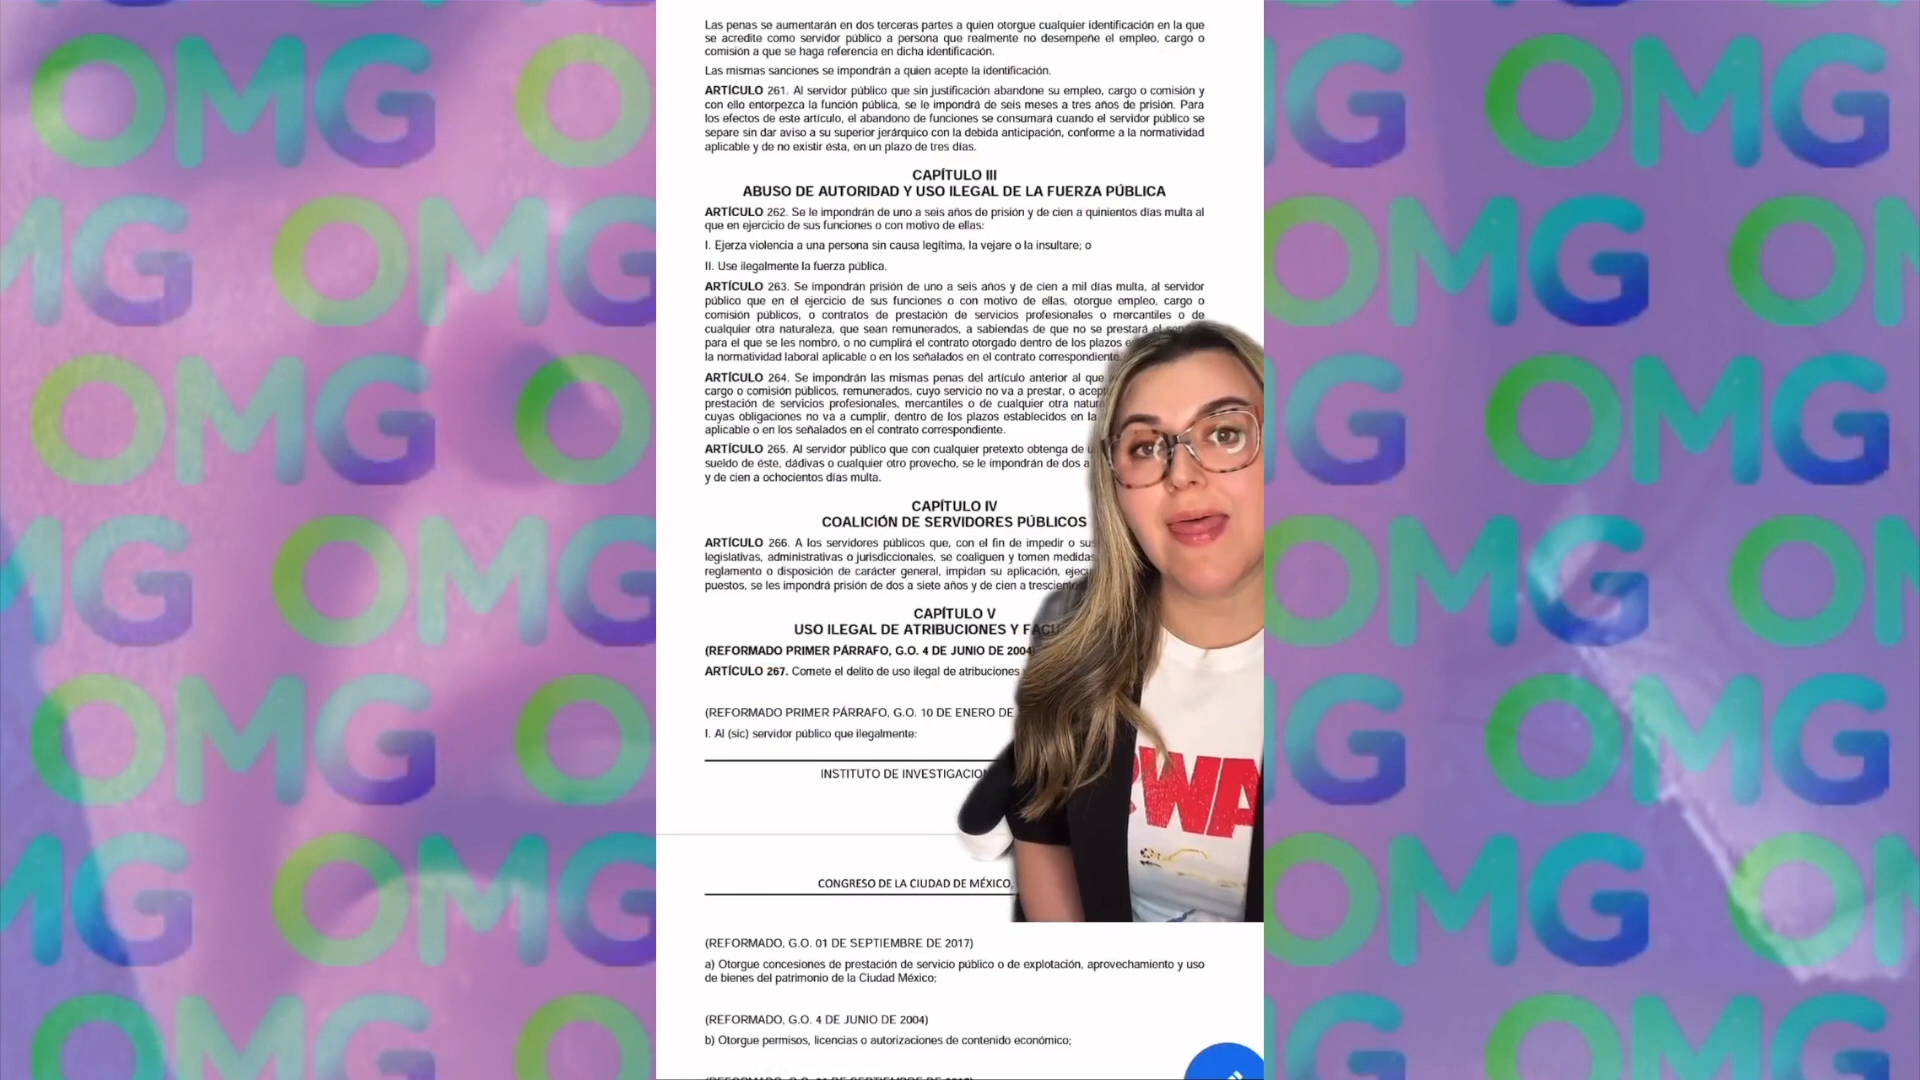 Las penas se aumentarán en dos terceras partes a quien otorgue cualquier identificación en la que
se acredite como servidor público a persona que realmente no desempeñe el empleo, cargo o
comisión a que se haga referencia en dicha identificación.
Las mismas sanciones se impondrán a quien acepte la identificación.
ARTÍCULO 261. Al servidor público que sin justificación abandone su empleo, cargo o comisión y
con ello entorpezca la función pública, se le impondrá de seis meses a tres años de prisión. Para
los efectos de este artículo, el abandono de funciones se consumará cuando el servidor público se
separe sin dar aviso a su superior jerárquico con la debida anticipación, conforme a la normatividad
aplicable y de no existir ésta, en un plazo de tres días.
CAPÍTULO III
ABUSO DE AUTORIDAD Y USO ILEGAL DE LA FUERZA PÚBLICA
ARTÍCULO 262. Se le impondrán de uno a seis años de prisión y de cien a quinientos días multa al
que en ejercicio de sus funciones o con motivo de ellas:
I. Ejerza violencia a una persona sin causa legítima, la vejare o la insultare; o
II. Use ilegalmente la fuerza pública.
ARTÍCULO 263. Se impondrán prisión de uno a seis años y de cien a mil días multa, al servidor
público que en el ejercicio de sus funciones o con motivo de ellas, otorgue empleo, cargo o
comisión públicos, o contratos de prestación de servicios profesionales o mercantiles o de
cualquier otra naturaleza, que sean remunerados, a sabiendas de que no se prestará el
para el que se les nombró, o no cumplirá el contrato otorgado dentro de los plazos
la normatividad laboral aplicable o en los señalados en el contrato correspondiente.
ARTÍCULO 264. Se impondrán las mismas penas del artículo anterior al que
cargo o comisión públicos, remunerados, cuyo servicio no va a prestar, o
prestación de servicios profesionales, mercantiles o de cualquier otra
cuyas obligaciones no va a cumplir, dentro de los plazos establecidos en la
aplicable o en los señalados en el contrato correspondiente.
ARTÍCULO 265. Al servidor público que con cualquier pretexto obtenga de
sueldo de éste, dádivas o cualquier otro provecho, se le impondrán de dos a
y de cien a ochocientos días multa.
CAPÍTULO IV
COALICIÓN DE SERVIDORES PÚBLICOS
ARTÍCULO 266. A los servidores públicos que, con el fin de impedir o
legislativas, administrativas o jurisdiccionales, se coaliguen y tomen medidas
reglamento o disposición de carácter general, impidan su aplicación,
puestos, se les impondrá prisión de dos a siete años y de cien a
CAPÍTULO V
USO ILEGAL DE ATRIBUCIONES Y
(REFORMADO PRIMER PÁRRAFO, G.O. 4 DE JUNIO DE 2004
ARTÍCULO 267. Comete el delito de uso ilegal de atribuciones
(REFORMADO PRIMER PÁRRAFO, G.O. 10 DE ENERO DE
I. Al (sic) servidor público que ilegalmente:
INSTITUTO DE
CONGRESO DE LA CIUDAD DE MÉXICO,
(REFORMADO, G.O. 01 DE SEPTIEMBRE DE 2017)
a) Otorgue concesiones de prestación de servicio público o de explotación, aprovechamiento y uso
de bienes del patrimonio de la Ciudad México;
(REFORMADO, G.O. 4 DE JUNIO DE 2004)
b) Otorgue permisos, licencias o autorizaciones de contenido económico;
OMG
OMG
OMG
OMG
OMG
OMG
OMG
OMG
OMG
OMG
OMG
OMG